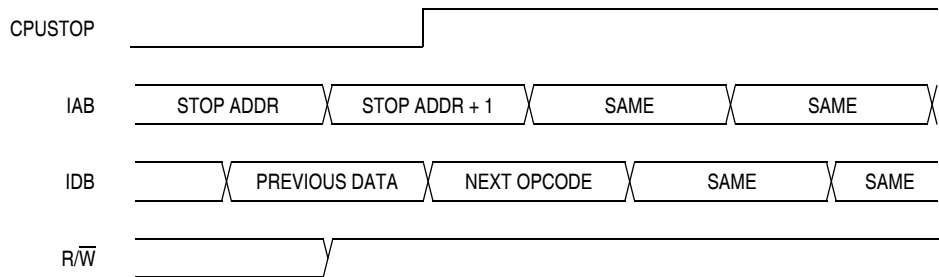 CPUSTOP
IAB STOP ADDR STOP ADDR + 1 SAME SAME
IDB PREVIOUS DATA NEXT OPCODE SAME SAME
R/W̅